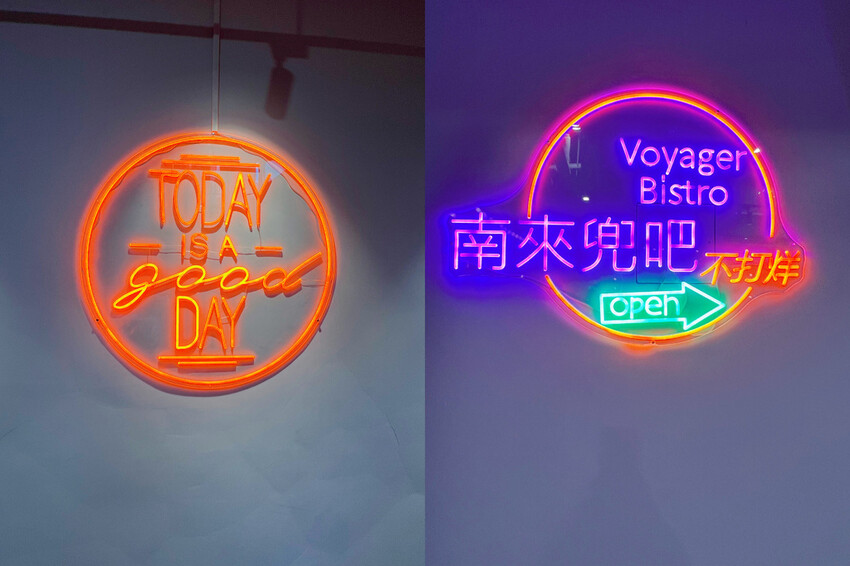 TODAY
IS A
good
DAY
Voyager
Bistro
南來兜吧
不打烊
open